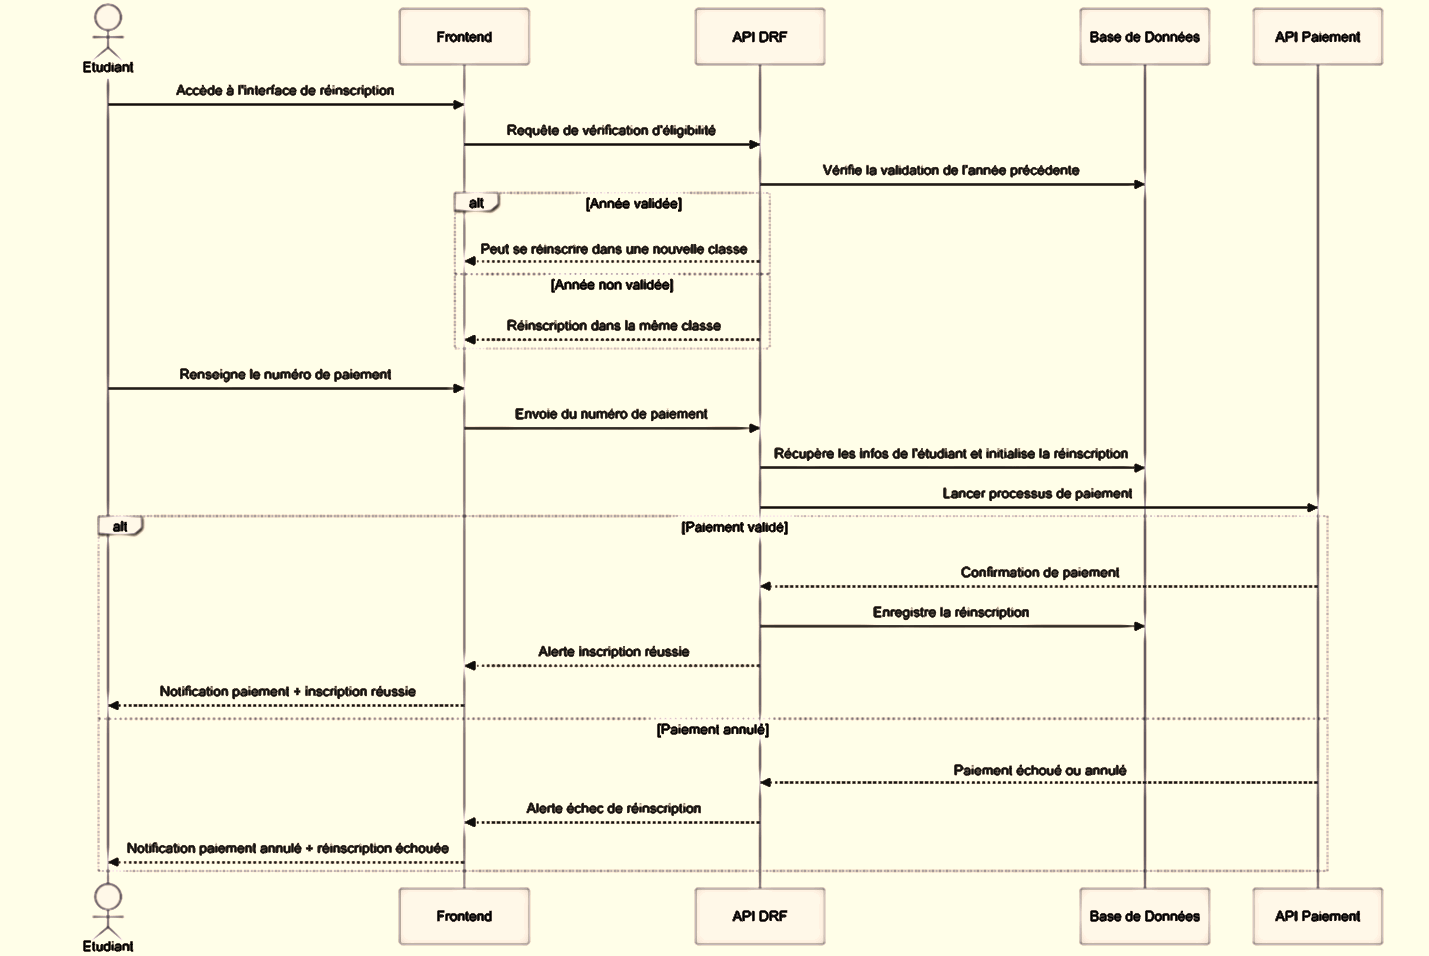 Etudiant
Frontend
API DRF
Base de Données
API Paiement
Accède à l'interface de réinscription
Requête de vérification d'éligibilité
Vérifie la validation de l'année précédente
alt
[Année validée]
Peut se réinscrire dans une nouvelle classe
[Année non validée]
Réinscription dans la même classe
Renseigne le numéro de paiement
Envoie du numéro de paiement
Récupère les infos de l'étudiant et initialise la réinscription
Lancer processus de paiement
alt
[Paiement validé]
Confirmation de paiement
Enregistre la réinscription
Alerte inscription réussie
Notification paiement + inscription réussie
[Paiement annulé]
Paiement échoué ou annulé
Alerte échec de réinscription
Notification paiement annulé + réinscription échouée
Etudiant
Frontend
API DRF
Base de Données
API Paiement